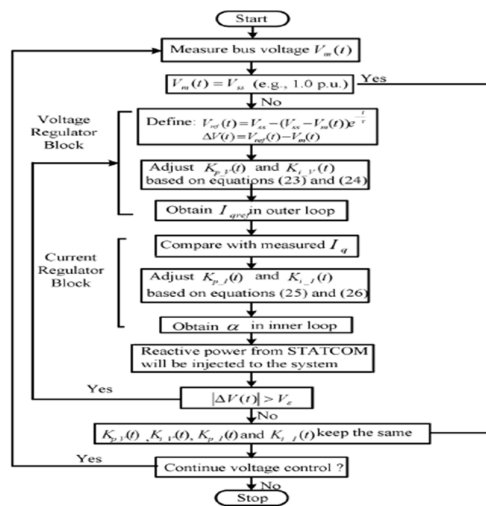 Start
Measure bus voltage V_m(t)
V_m(t) = V_ss (e.g., 1.0 p.u.)
Yes
No
Voltage
Regulator
Block
Define: V_ref(t) = V_ss − (V_ss − V_m(t))e^(−t/τ)
ΔV(t) = V_ref(t) − V_m(t)
Adjust K_p_V(t) and K_i_V(t)
based on equations (23) and (24)
Obtain I_qref in outer loop
Current
Regulator
Block
Compare with measured I_q
Adjust K_p_I(t) and K_i_I(t)
based on equations (25) and (26)
Obtain α in inner loop
Reactive power from STATCOM
will be injected to the system
Yes
|ΔV(t)| > V_ε
No
K_p_V(t) , K_i_V(t), K_p_I(t) and K_i_I(t) keep the same
Yes
Continue voltage control ?
No
Stop